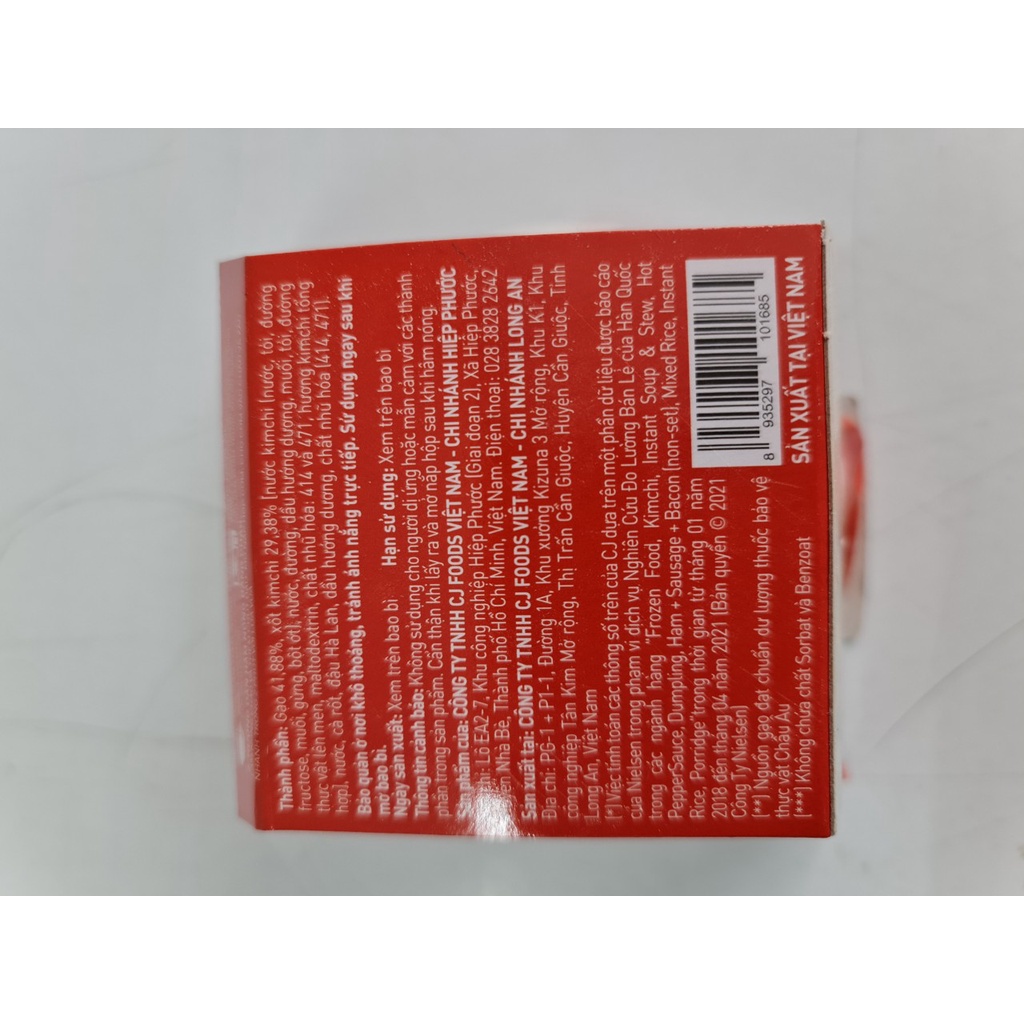 Thành phần: Gạo 41,88%, xốt kimchi 29,38% (nước kimchi (nước, tỏi, đường
fructose, muối, gừng, bột ớt), nước, đường, dầu hướng dương, muối, tỏi, đường
thực vật lên men, maltodextrin, chất nhũ hóa: 414 và 471, hương kimchi tổng
hợp), nước, cà rốt, đậu Hà Lan, dầu hướng dương, chất nhũ hóa (414, 471).
Bảo quản ở nơi khô thoáng, tránh ánh nắng trực tiếp. Sử dụng ngay sau khi
mở bao bì.
Ngày sản xuất: Xem trên bao bì Hạn sử dụng: Xem trên bao bì
Thông tin cảnh báo: Không sử dụng cho người dị ứng hoặc mẫn cảm với các thành
phần trong sản phẩm. Cẩn thận khi lấy ra và mở nắp hộp sau khi hâm nóng.
Sản phẩm của: CÔNG TY TNHH CJ FOODS VIỆT NAM - CHI NHÁNH HIỆP PHƯỚC
chỉ: Lô EA2-7, Khu công nghiệp Hiệp Phước (Giai đoạn 2), Xã Hiệp Phước,
Nhà Bè, Thành phố Hồ Chí Minh, Việt Nam. Điện thoại: 028 3828 2642
Sản xuất tại: CÔNG TY TNHH CJ FOODS VIỆT NAM - CHI NHÁNH LONG AN
Địa chỉ: PG-1 + P1-1, Đường 1A, Khu xưởng Kizuna 3 Mở rộng, Khu K1, Khu
công nghiệp Tân Kim Mở rộng, Thị Trấn Cần Giuộc, Huyện Cần Giuộc, Tỉnh
Long An, Việt Nam
(*) Việc tính toán các thông số trên của CJ dựa trên một phần dữ liệu được báo cáo
của Nielsen trong phạm vi dịch vụ Nghiên Cứu Đo Lường Bán Lẻ của Hàn Quốc
trong các ngành hàng "Frozen Food, Kimchi, Instant Soup & Stew, Hot
PepperSauce, Dumpling, Ham + Sausage + Bacon (non-set), Mixed Rice, Instant
Rice, Porridge"trong thời gian từ tháng 01 năm
2018 đến tháng 04 năm 2021 (Bản quyền © 2021
Công ty Nielsen)
(**) Nguồn gạo đạt chuẩn dư lượng thuốc bảo vệ
thực vật Châu Âu
(***) Không chứa chất Sorbat và Benzoat
8 935297 101685
SẢN XUẤT TẠI VIỆT NAM